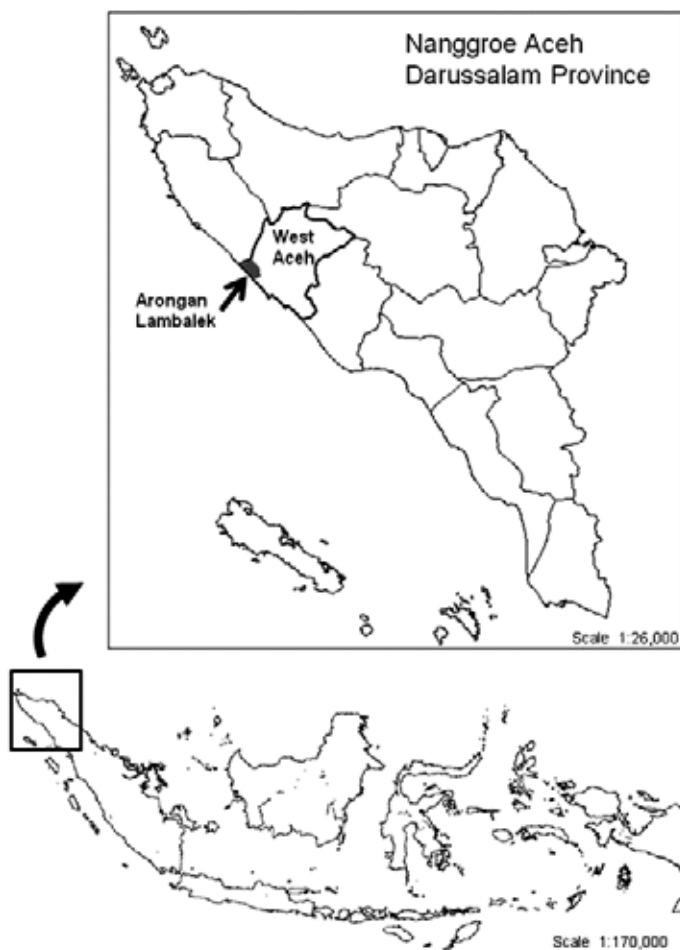 Nanggroe Aceh
Darussalam Province
West
Aceh
Arongan
Lambalek
Scale 1:26,000
Scale 1:170,000